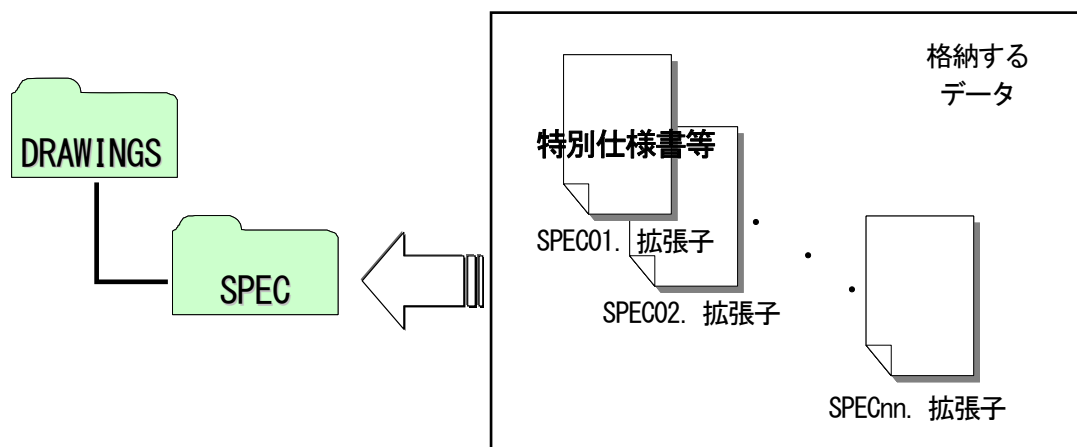 格納する
データ
DRAWINGS
特別仕様書等
SPEC01. 拡張子
SPEC
SPEC02. 拡張子
SPECnn. 拡張子